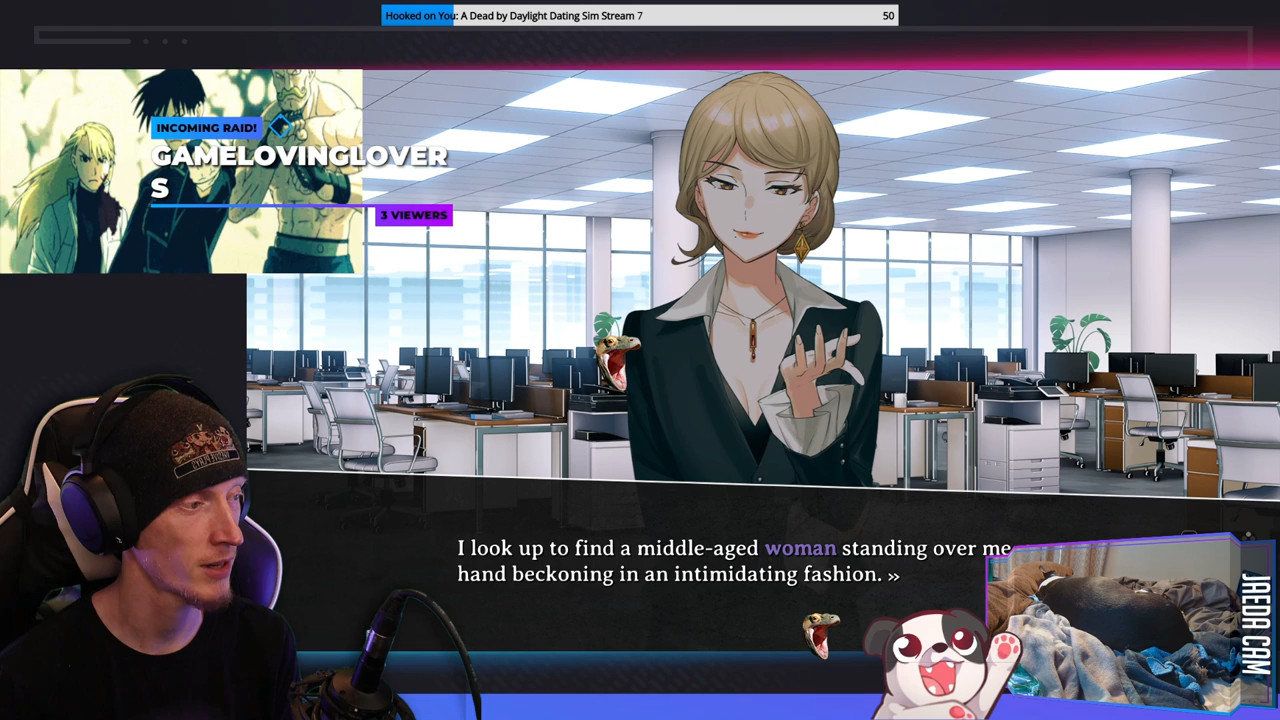 Hooked on You: A Dead by Daylight Dating Sim Stream 7
50
INCOMING RAID!
GAMELOVINGLOVER
S
3 VIEWERS
I look up to find a middle-aged woman standing over me
hand beckoning in an intimidating fashion. »
JAEDA CAM